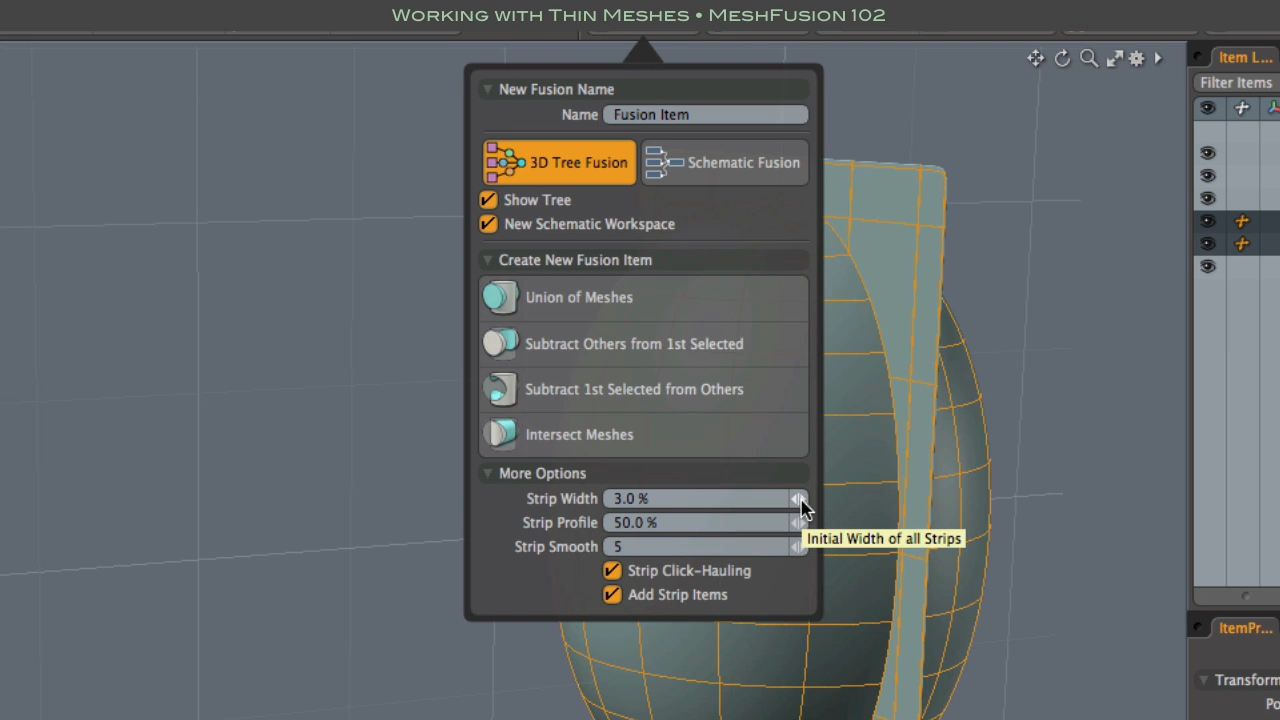 Working with Thin Meshes • MeshFusion 102
Item L...
Filter Items
New Fusion Name
Name Fusion Item
3D Tree Fusion Schematic Fusion
Show Tree
New Schematic Workspace
Create New Fusion Item
Union of Meshes
Subtract Others from 1st Selected
Subtract 1st Selected from Others
Intersect Meshes
More Options
Strip Width 3.0 %
Strip Profile 50.0 %
Initial Width of all Strips
Strip Smooth 5
Strip Click-Hauling
Add Strip Items
ItemPr...
Transform
Po